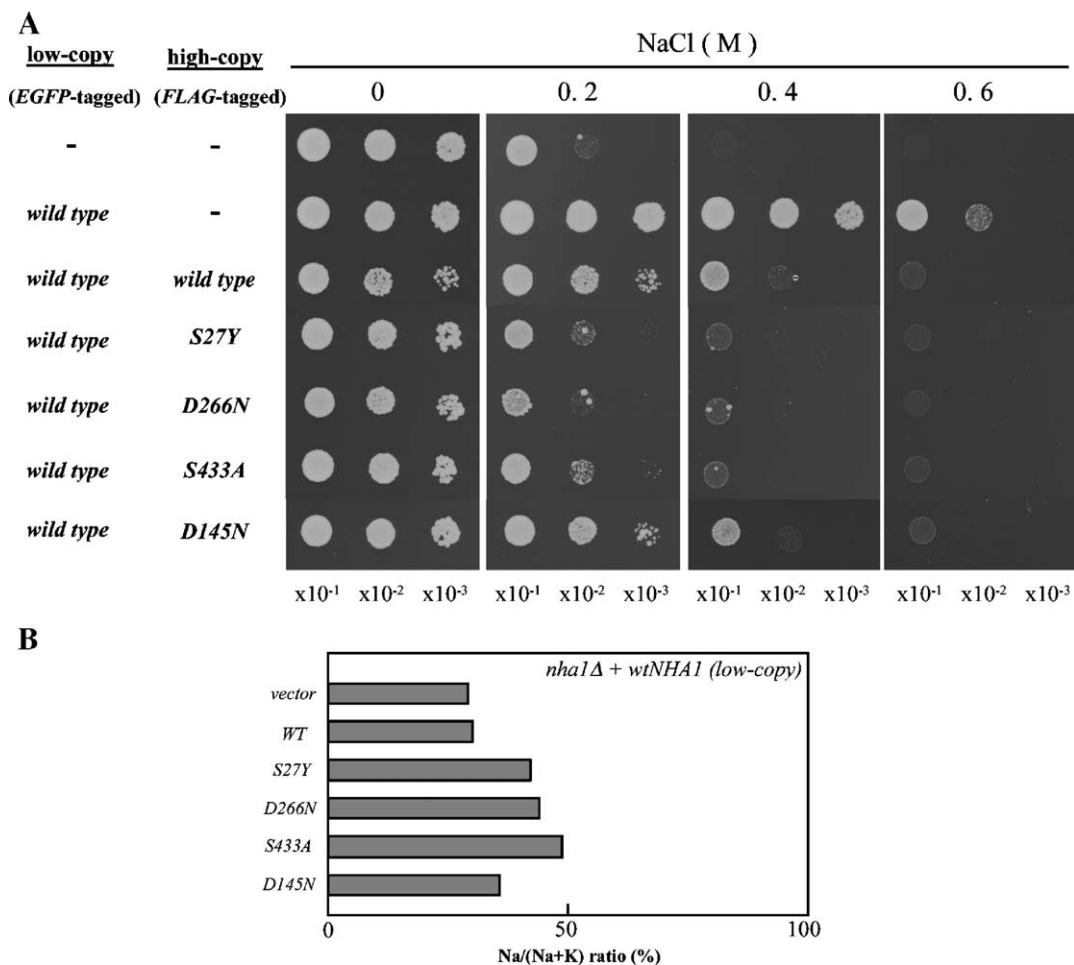 A
low-copy high-copy NaCl ( M )
(EGFP-tagged) (FLAG-tagged) 0 0. 2 0. 4 0. 6
- -
wild type -
wild type wild type
wild type S27Y
wild type D266N
wild type S433A
wild type D145N
x10-1 x10-2 x10-3 x10-1 x10-2 x10-3 x10-1 x10-2 x10-3 x10-1 x10-2 x10-3
B
nha1Δ + wtNHA1 (low-copy)
vector
WT
S27Y
D266N
S433A
D145N
0 50 100
Na/(Na+K) ratio (%)